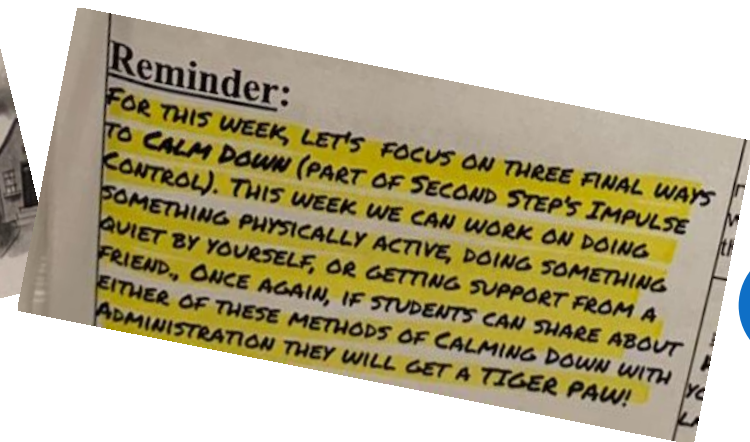 Reminder:
FOR THIS WEEK, LET'S FOCUS ON THREE FINAL WAYS
TO CALM DOWN (PART OF SECOND STEP'S IMPULSE
CONTROL). THIS WEEK WE CAN WORK ON DOING
SOMETHING PHYSICALLY ACTIVE, DOING SOMETHING
QUIET BY YOURSELF, OR GETTING SUPPORT FROM A
FRIEND., ONCE AGAIN, IF STUDENTS CAN SHARE ABOUT
EITHER OF THESE METHODS OF CALMING DOWN WITH
ADMINISTRATION THEY WILL GET A TIGER PAW!